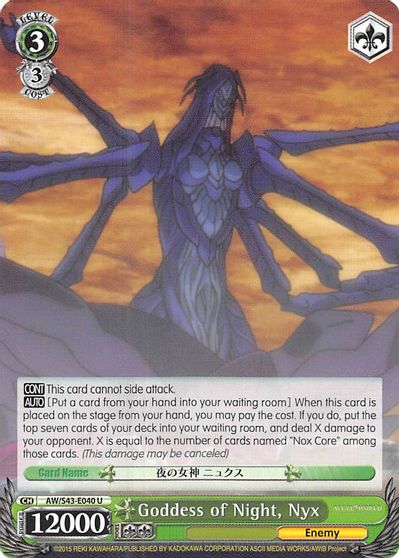 LEVEL
3
3
COST
CONT This card cannot side attack.
AUTO [Put a card from your hand into your waiting room] When this card is
placed on the stage from your hand, you may pay the cost. If you do, put the
top seven cards of your deck into your waiting room, and deal X damage to
your opponent. X is equal to the number of cards named "Nox Core" among
those cards. (This damage may be canceled)
Card Name 夜の女神 ニュクス
CH AW/S43-E040 U
Goddess of Night, Nyx
ACCEL WORLD
POWER 12000
Enemy
©2015 REKI KAWAHARA/PUBLISHED BY KADOKAWA CORPORATION ASCII MEDIA WORKS/AWIB Project